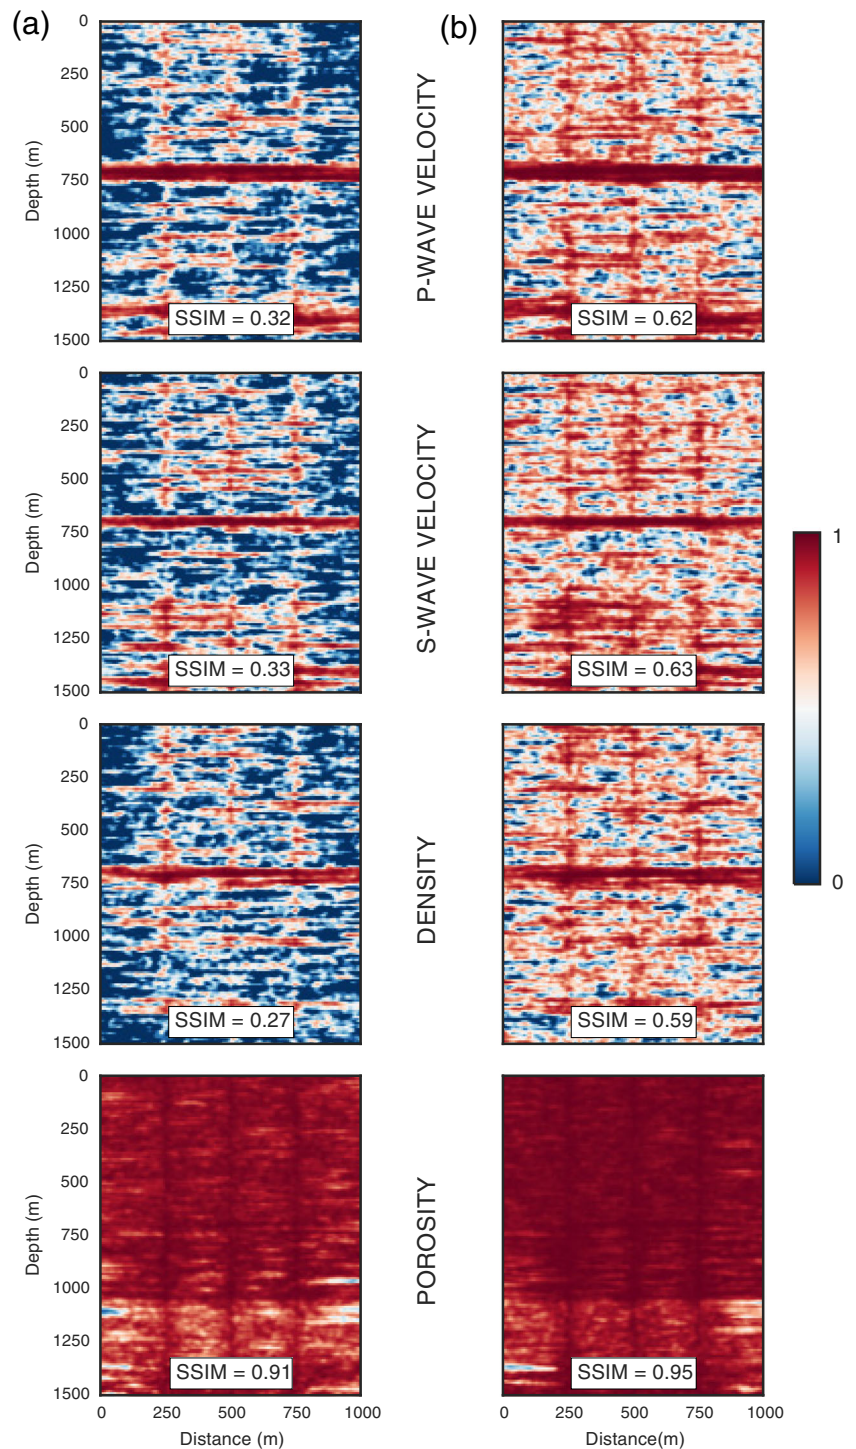 (a)
(b)
0
250
500
750
1000
1250
1500
Depth (m)
SSIM = 0.32
P-WAVE VELOCITY
SSIM = 0.62
0
250
500
750
1000
1250
1500
Depth (m)
SSIM = 0.33
S-WAVE VELOCITY
SSIM = 0.63
1
0
0
250
500
750
1000
1250
1500
Depth (m)
SSIM = 0.27
DENSITY
SSIM = 0.59
0
250
500
750
1000
1250
1500
Depth (m)
SSIM = 0.91
POROSITY
SSIM = 0.95
0 250 500 750 1000
Distance (m)
0 250 500 750 1000
Distance(m)